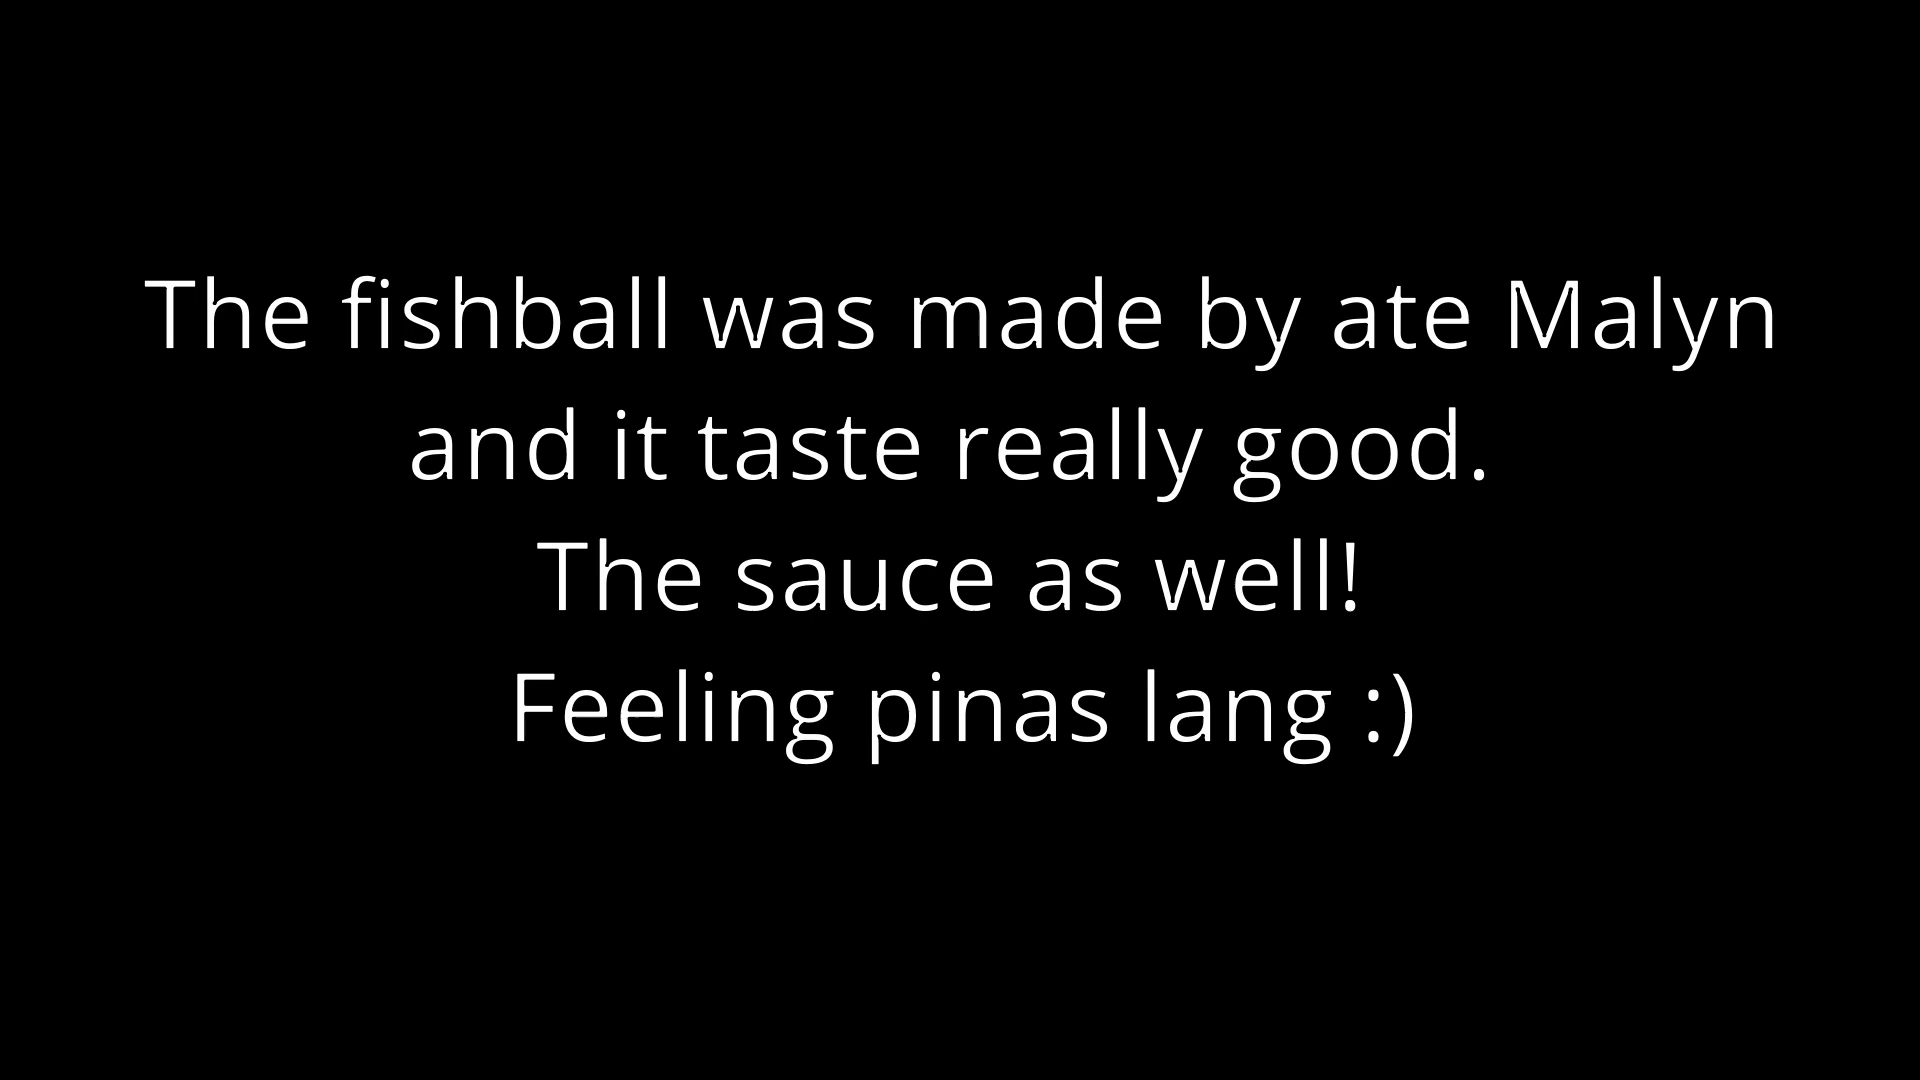 The fishball was made by ate Malyn
and it taste really good.
The sauce as well!
Feeling pinas lang :)